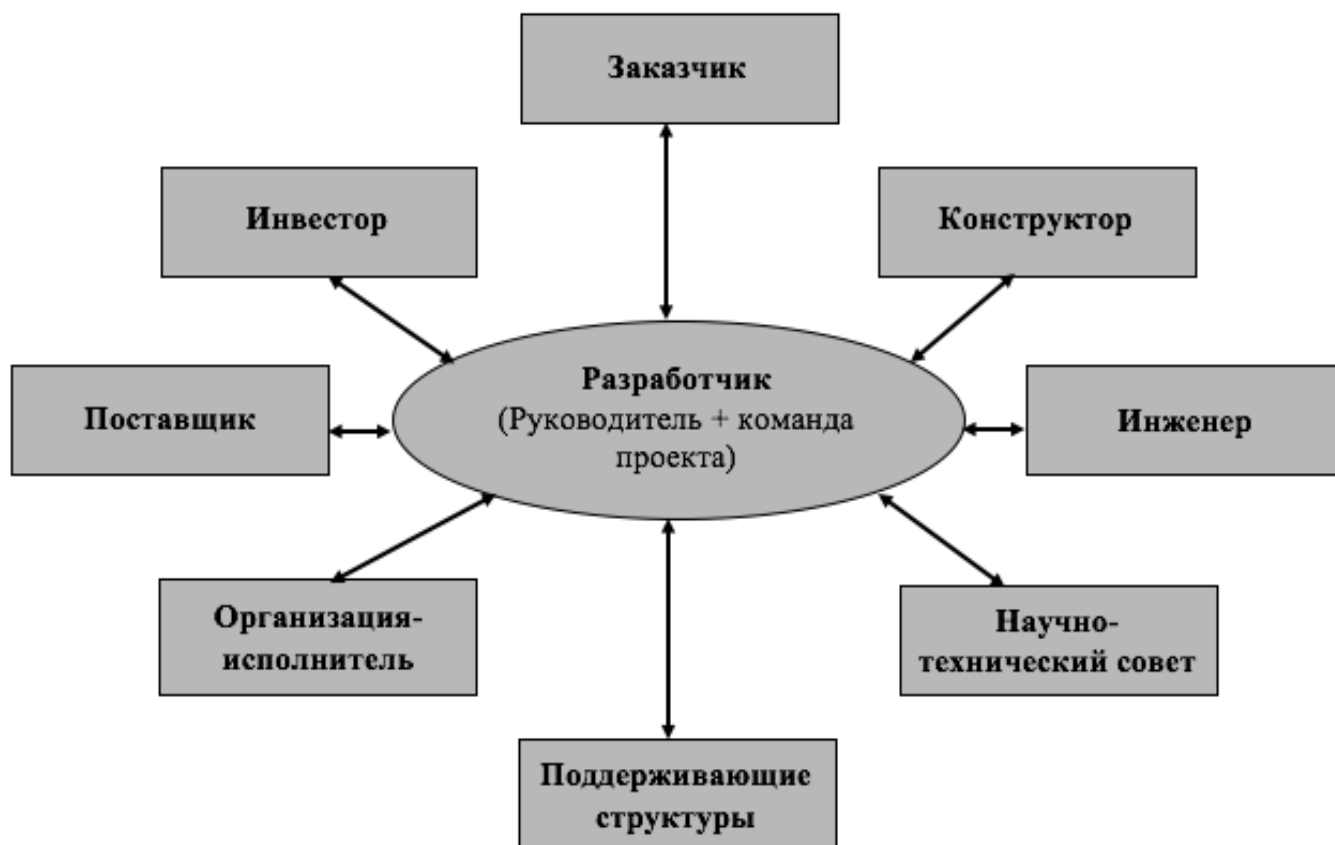 Заказчик
Инвестор
Конструктор
Разработчик
(Руководитель + команда
проекта)
Поставщик
Инженер
Организация-
исполнитель
Научно-
технический совет
Поддерживающие
структуры